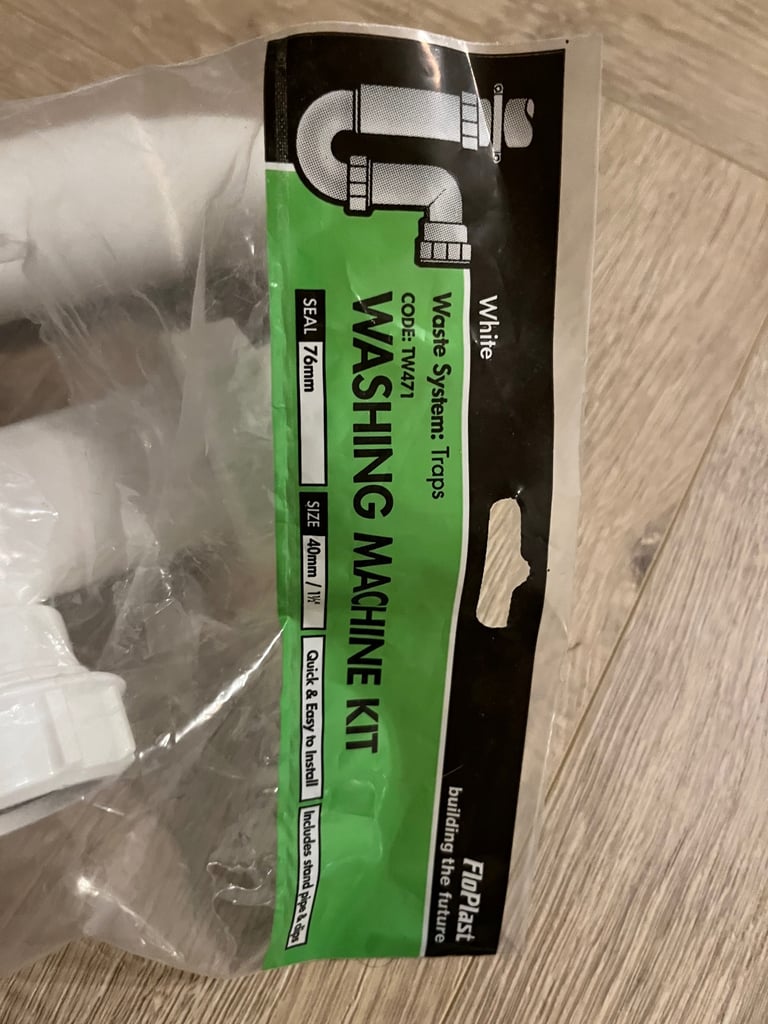 White
FloPlast
building the future
Waste System: Traps
CODE: TW471
WASHING MACHINE KIT
SEAL 76mm SIZE 40mm / 1½" Quick & Easy to Install Includes stand pipe & clips